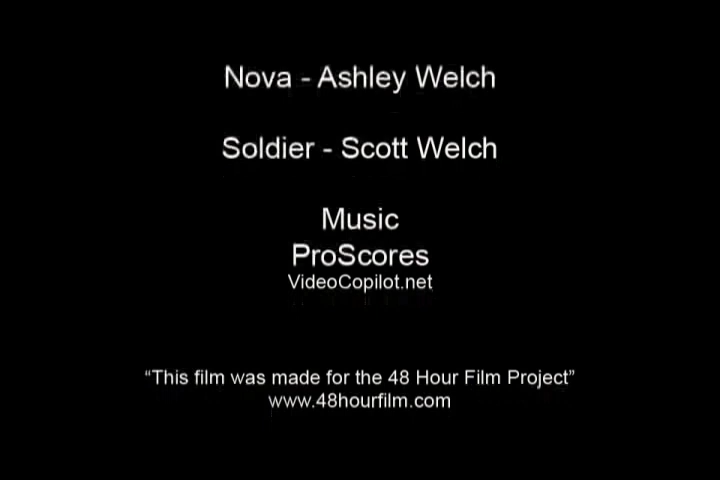 Nova - Ashley Welch
Soldier - Scott Welch
Music
ProScores
VideoCopilot.net
“This film was made for the 48 Hour Film Project”
www.48hourfilm.com